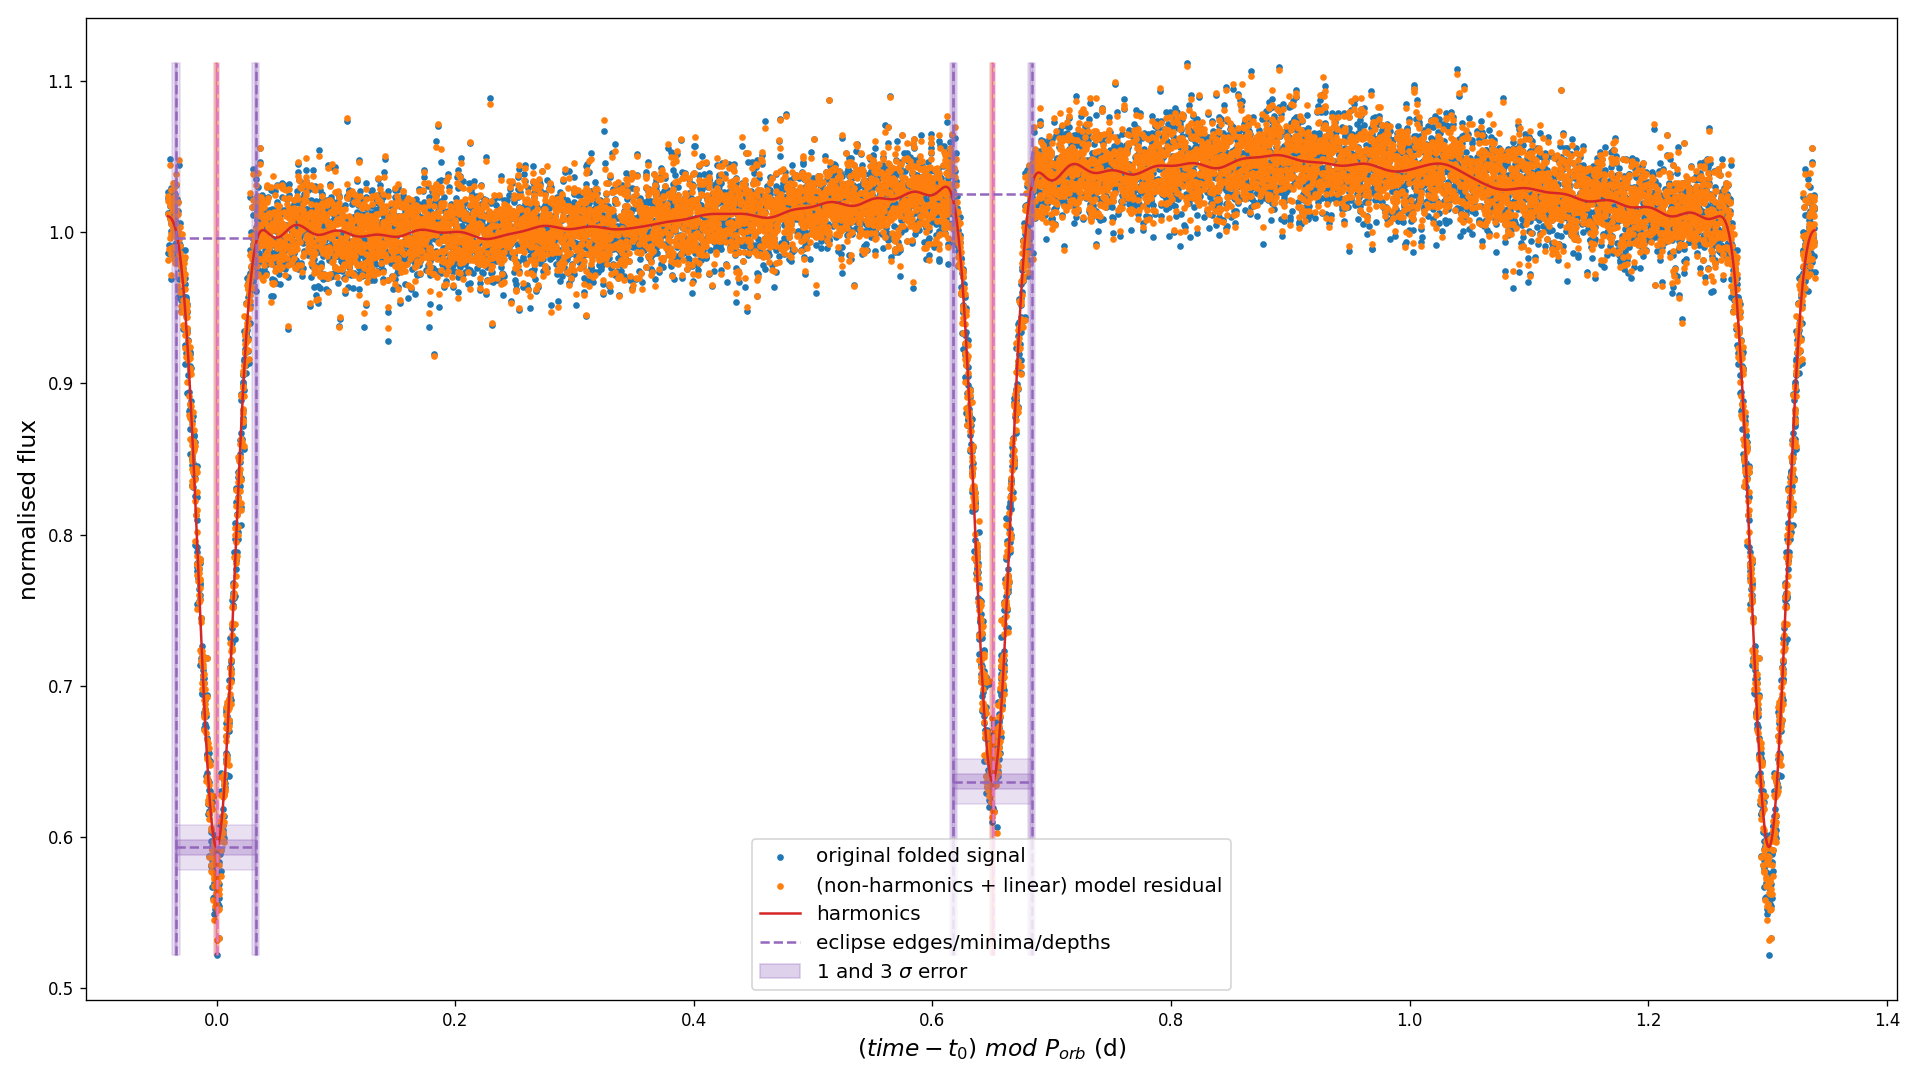 normalised flux
1.1
1.0
0.9
0.8
0.7
0.6
0.5
original folded signal
(non-harmonics + linear) model residual
harmonics
eclipse edges/minima/depths
1 and 3 σ error
0.0 0.2 0.4 0.6 0.8 1.0 1.2 1.4
(time − t₀) mod P_orb (d)